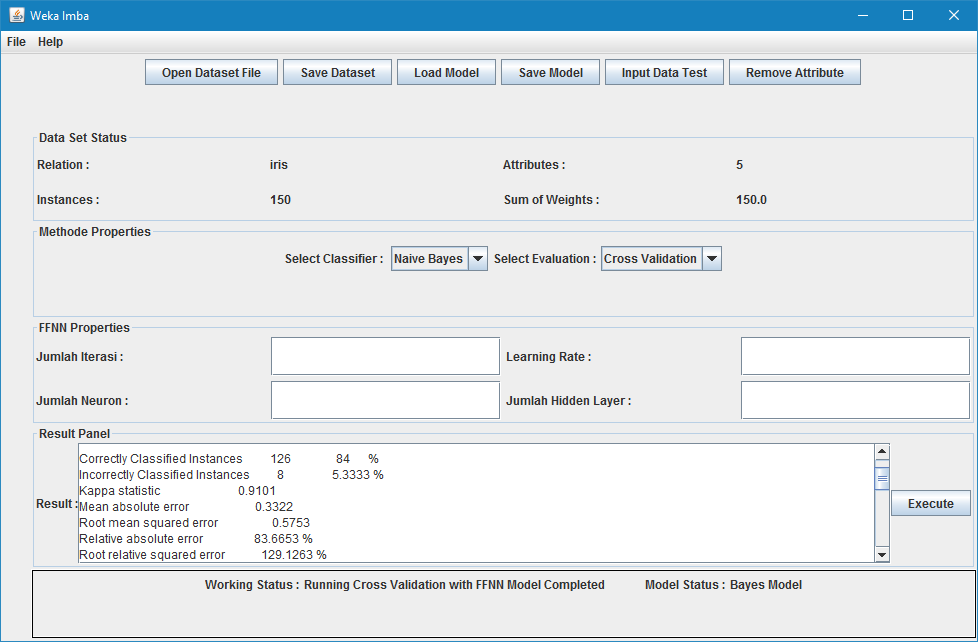 Weka Imba
File Help
Open Dataset File Save Dataset Load Model Save Model Input Data Test Remove Attribute
Data Set Status
Relation : iris Attributes : 5
Instances : 150 Sum of Weights : 150.0
Methode Properties
Select Classifier : Naive Bayes Select Evaluation : Cross Validation
FFNN Properties
Jumlah Iterasi : Learning Rate :
Jumlah Neuron : Jumlah Hidden Layer :
Result Panel
Correctly Classified Instances 126 84 %
Incorrectly Classified Instances 8 5.3333 %
Kappa statistic 0.9101
Result : Mean absolute error 0.3322
Root mean squared error 0.5753
Relative absolute error 83.6653 %
Root relative squared error 129.1263 %
Execute
Working Status : Running Cross Validation with FFNN Model Completed Model Status : Bayes Model